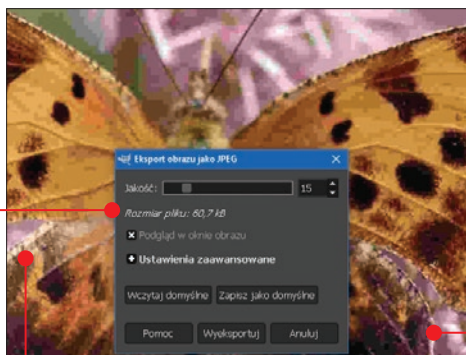 Eksport obrazu jako JPEG
Jakość: 15
Rozmiar pliku: 60,7 kB
Podgląd w oknie obrazu
Ustawienia zaawansowane
Wczytaj domyślne Zapisz jako domyślne
Pomoc Wyeksportuj Anuluj